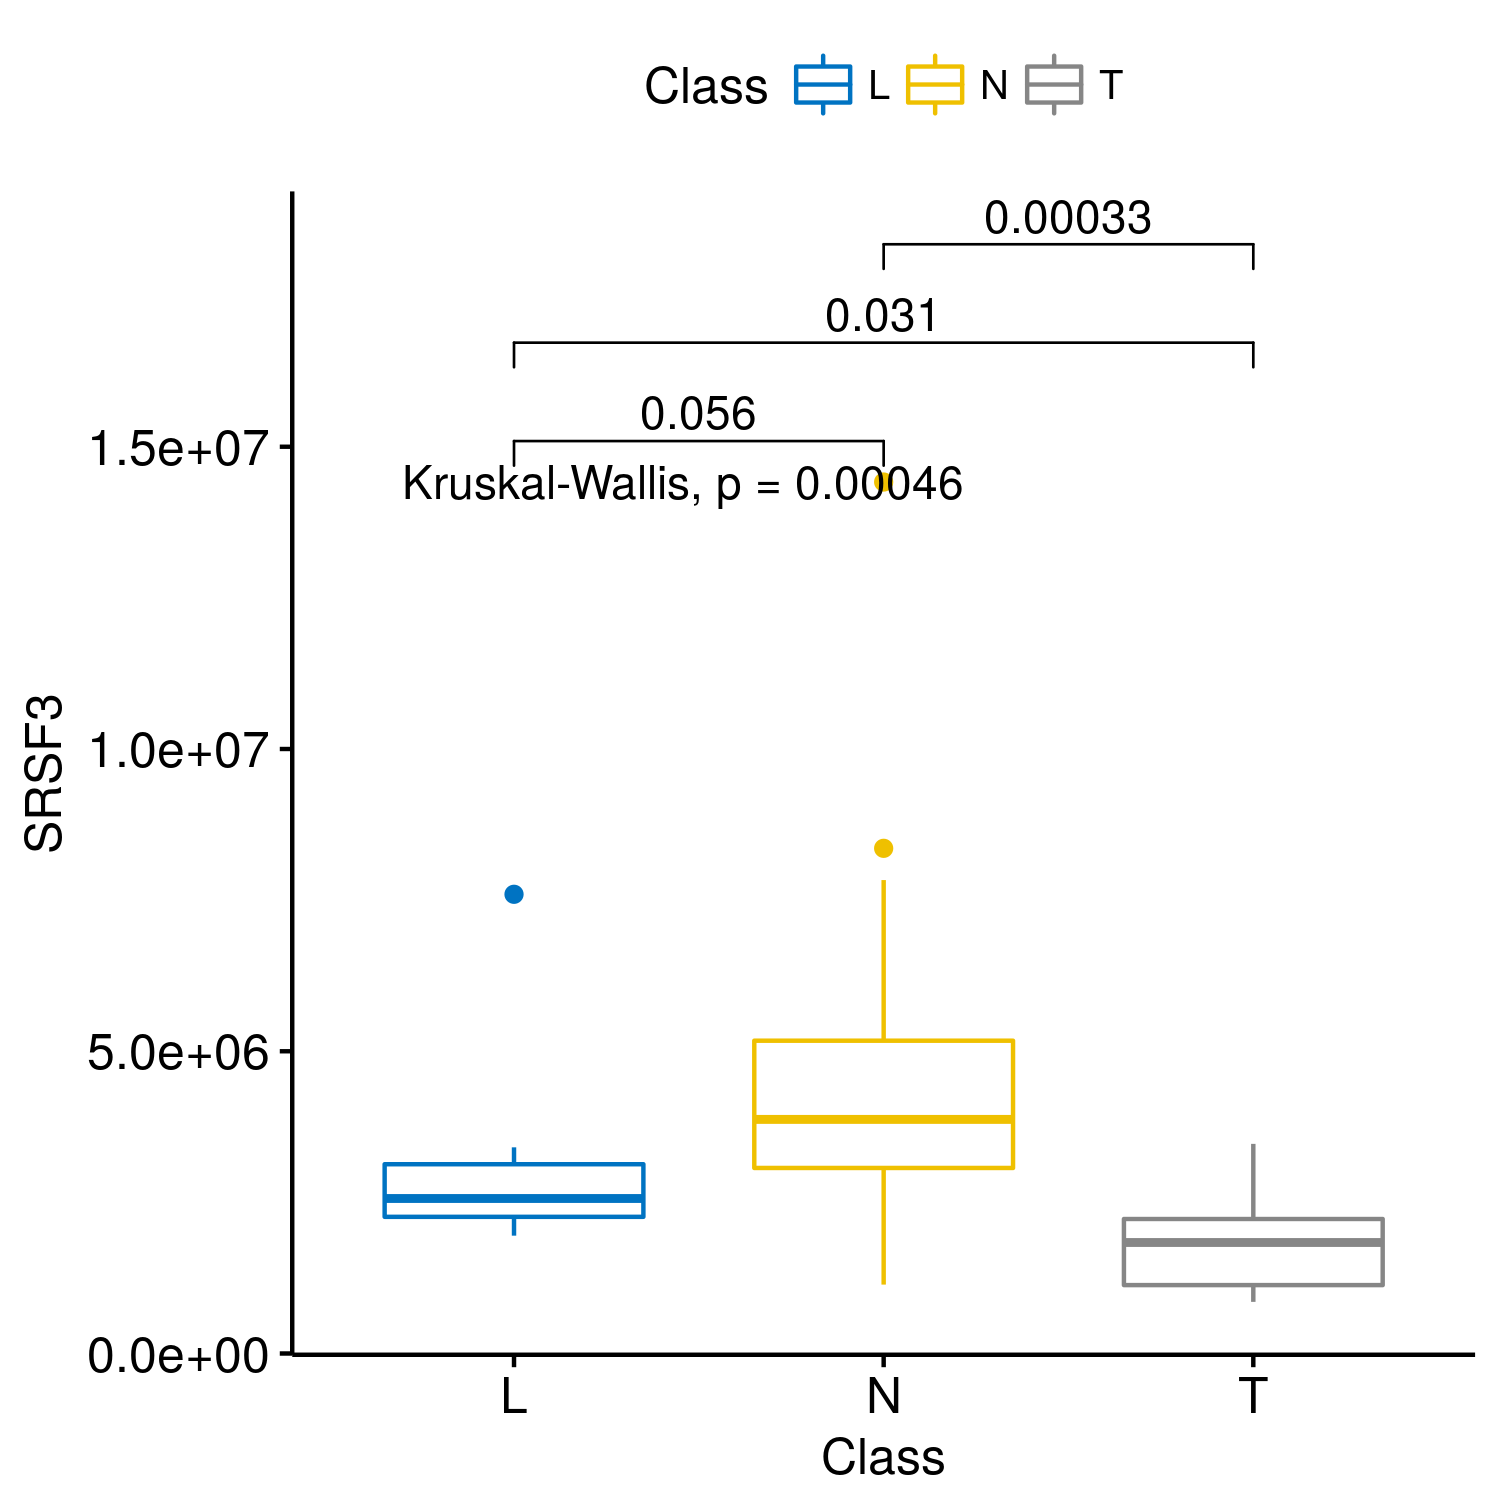 Class L N T
0.00033
0.031
0.056
Kruskal-Wallis, p = 0.00046
1.5e+07
1.0e+07
5.0e+06
0.0e+00
SRSF3
L N T
Class